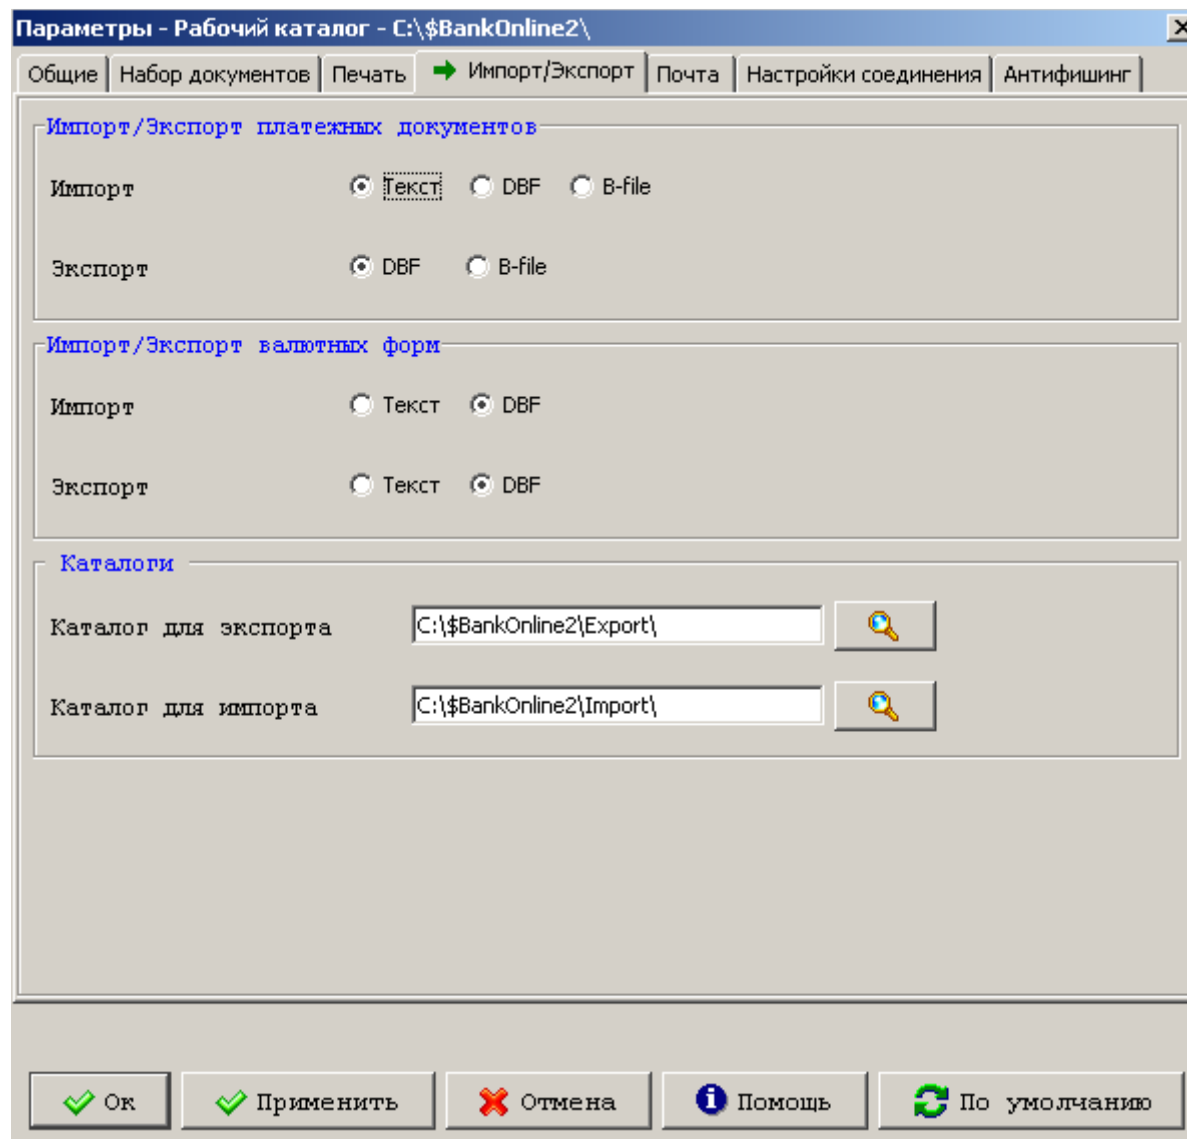 Параметры - Рабочий каталог - C:\$BankOnline2\
Общие Набор документов Печать Импорт/Экспорт Почта Настройки соединения Антифишинг
Импорт/Экспорт платежных документов
Импорт Текст DBF B-file
Экспорт DBF B-file
Импорт/Экспорт валютных форм
Импорт Текст DBF
Экспорт Текст DBF
Каталоги
Каталог для экспорта C:\$BankOnline2\Export\
Каталог для импорта C:\$BankOnline2\Import\
Ок Применить Отмена Помощь По умолчанию